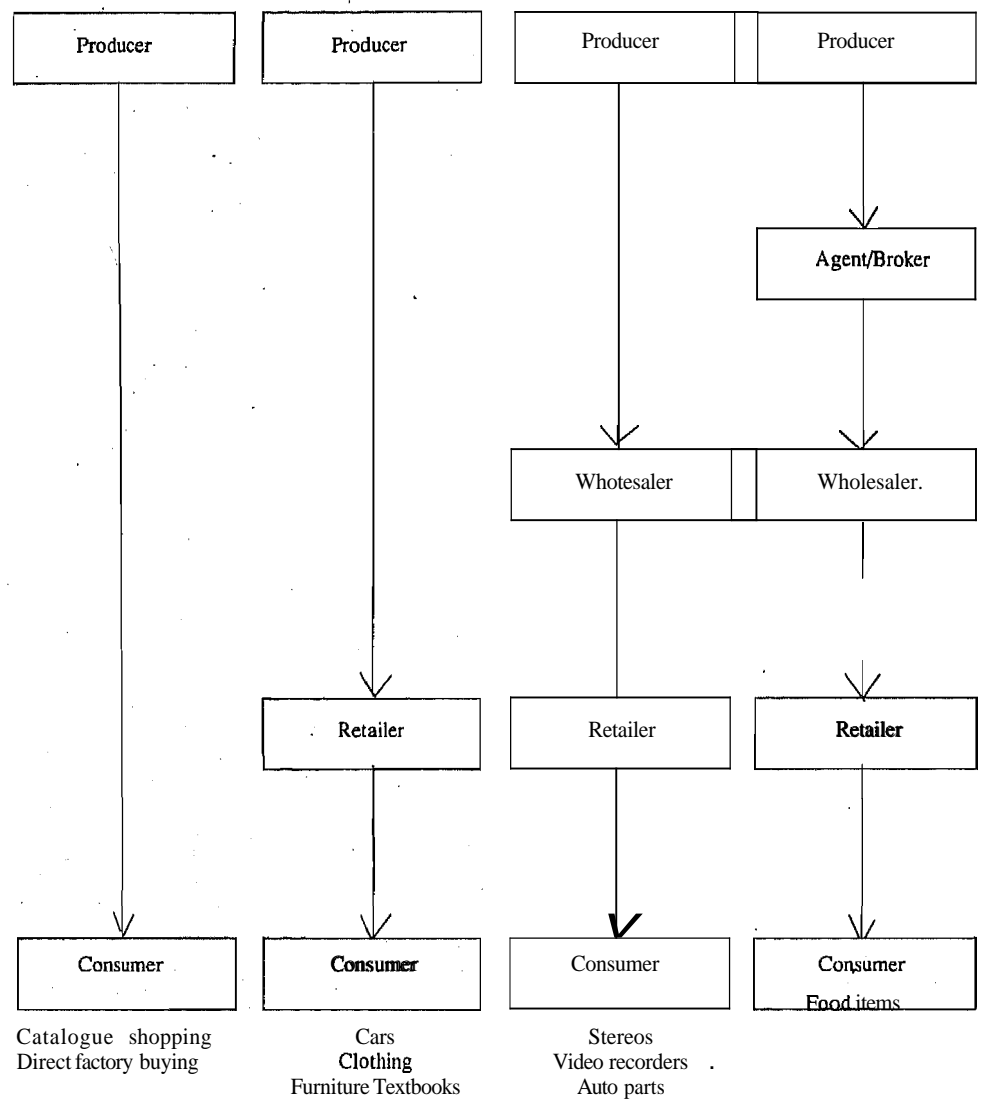 Producer
Producer
Producer
Producer
Agent/Broker
Whotesaler
Wholesaler.
Retailer
Retailer
Retailer
Consumer
Consumer
Consumer
Consumer
Food items
Catalogue shopping
Direct factory buying
Cars
Clothing
Furniture Textbooks
Stereos
Video recorders .
Auto parts